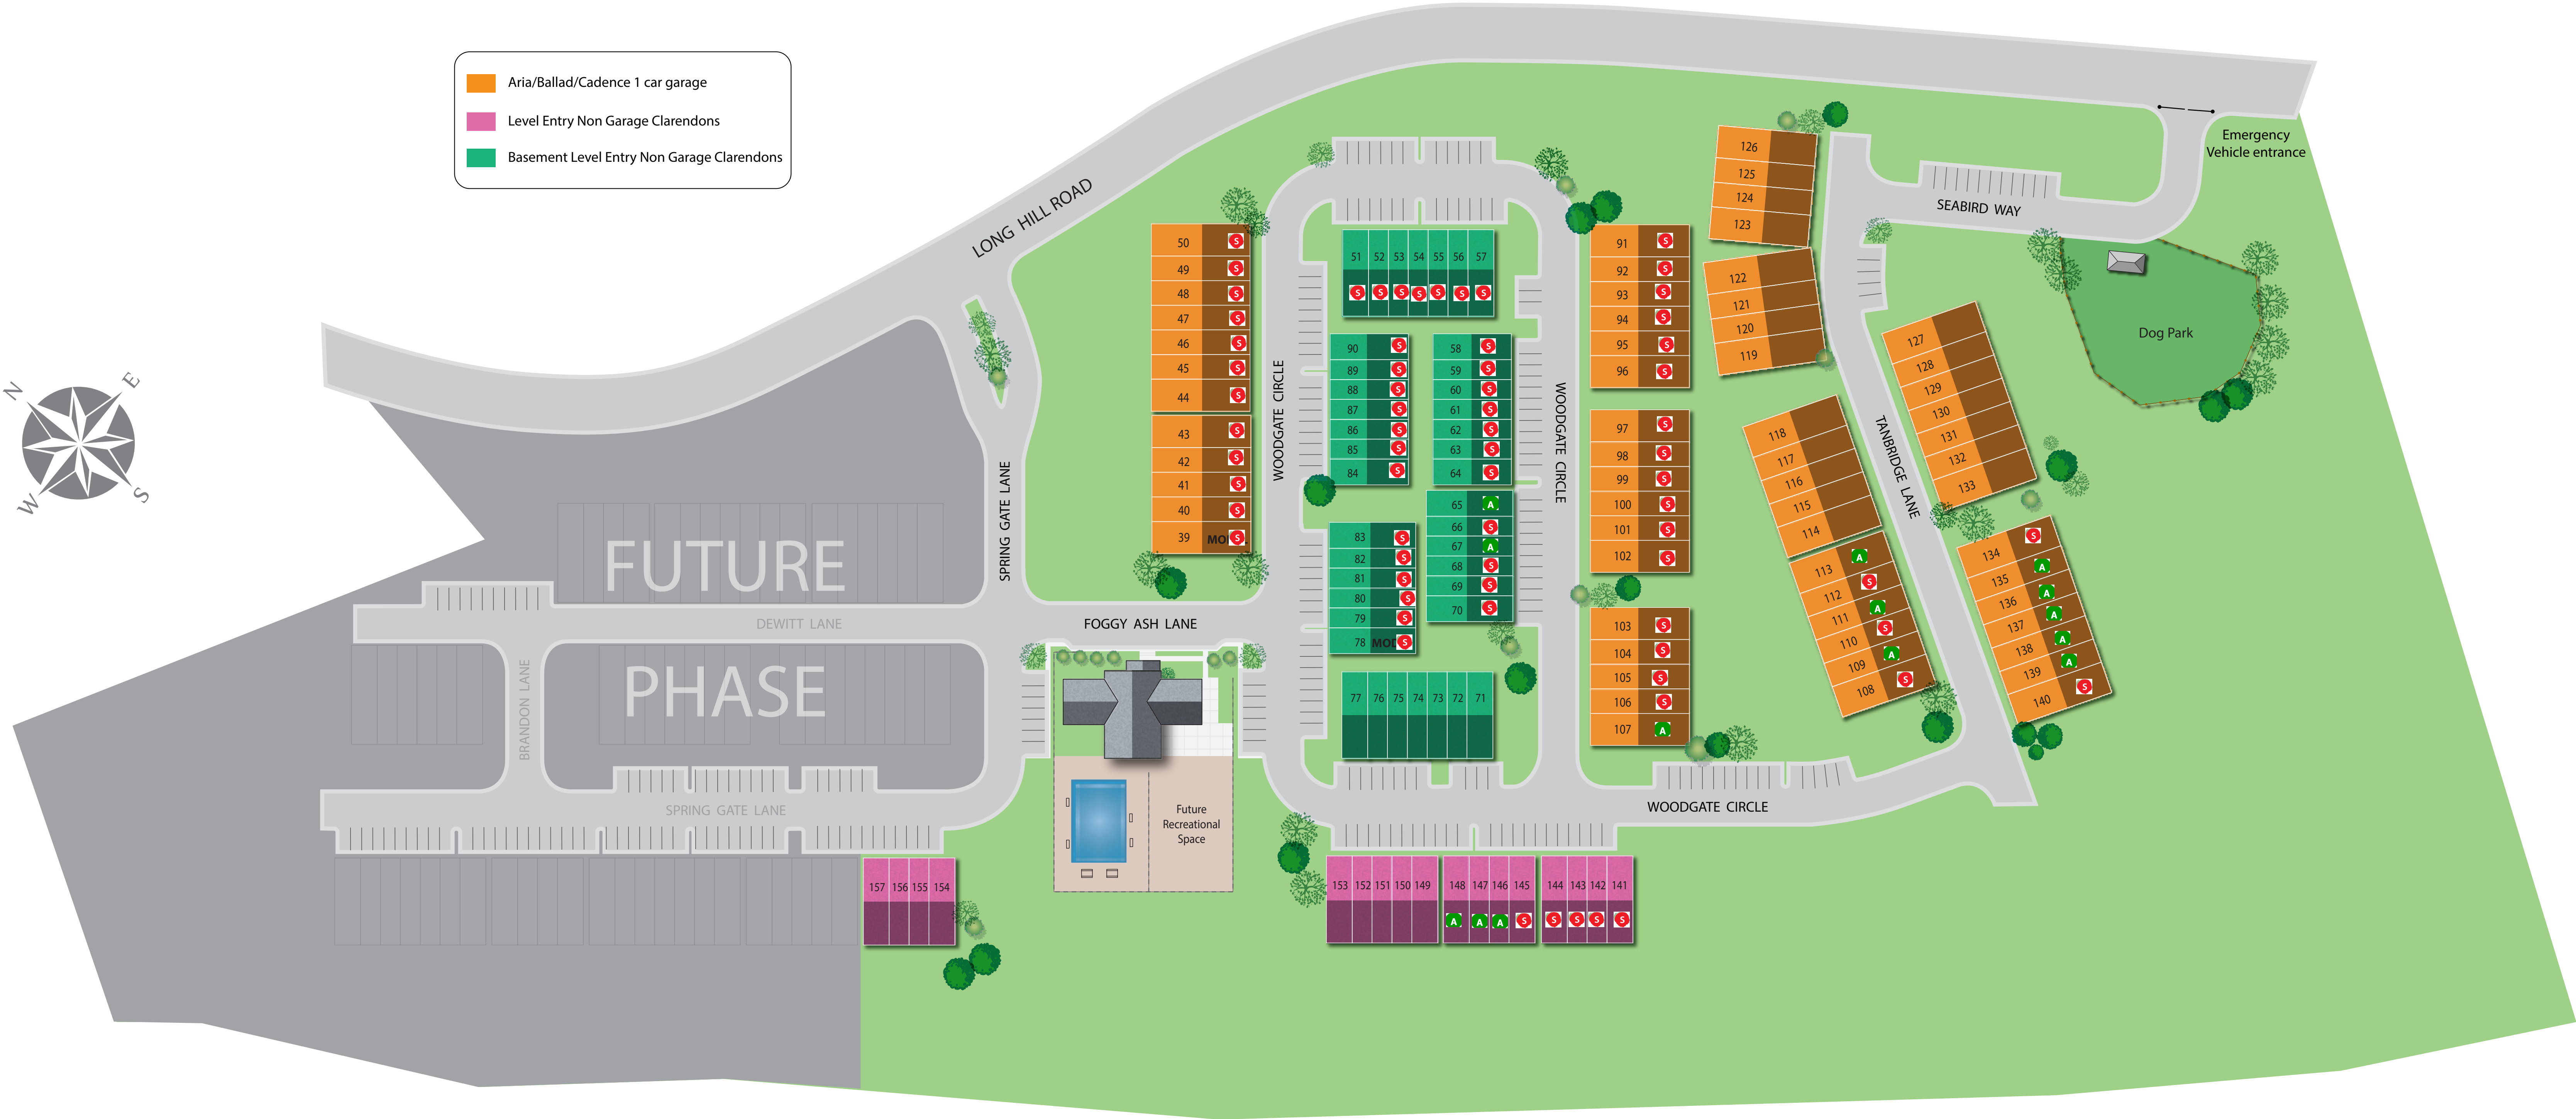 Aria/Ballad/Cadence 1 car garage
Level Entry Non Garage Clarendons
Basement Level Entry Non Garage Clarendons
N
E
W
S
LONG HILL ROAD
Emergency
Vehicle entrance
SEABIRD WAY
Dog Park
TANBRIDGE LANE
WOODGATE CIRCLE
WOODGATE CIRCLE
WOODGATE CIRCLE
SPRING GATE LANE
FOGGY ASH LANE
FUTURE
PHASE
DEWITT LANE
BRANDON LANE
SPRING GATE LANE
Future
Recreational
Space
50 S
49 S
48 S
47 S
46 S
45 S
44 S
43 S
42 S
41 S
40 S
39 S
51 52 53 54 55 56 57
S S S S S S S
90 S
89 S
88 S
87 S
86 S
85 S
84 S
58 S
59 S
60 S
61 S
62 S
63 S
64 S
65 A
66 S
67 A
68 S
69 S
70 S
83 S
82 S
81 S
80 S
79 S
78 S
77 76 75 74 73 72 71
91 S
92 S
93 S
94 S
95 S
96 S
97 S
98 S
99 S
100 S
101 S
102 S
103 S
104 S
105 S
106 S
107 A
126
125
124
123
122
121
120
119
118
117
116
115
114
113 A
112 S
111 A
110 S
109 A
108 S
127
128
129
130
131
132
133
134 S
135 A
136 A
137 A
138 A
139 A
140 S
157 156 155 154
153 152 151 150 149
148 147 146 145
A A A S
144 143 142 141
S S S S